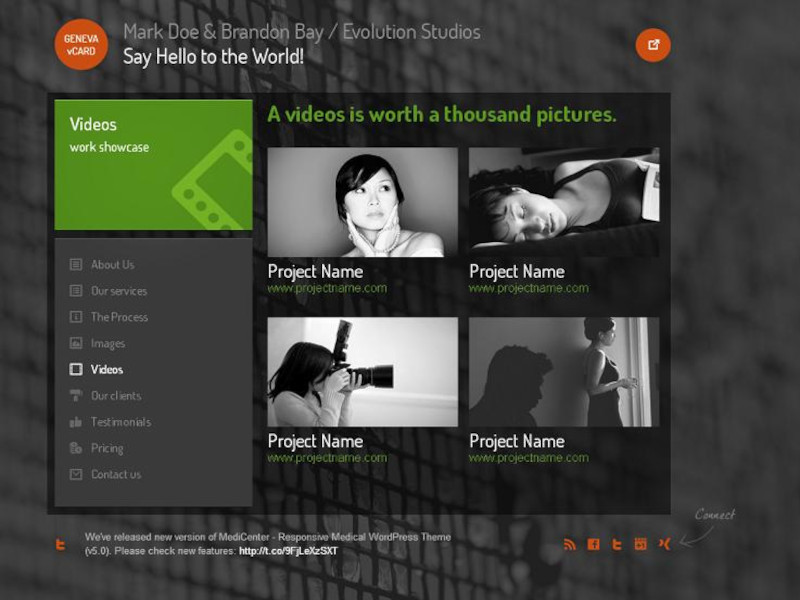 GENEVA
vCARD
Mark Doe & Brandon Bay / Evolution Studios
Say Hello to the World!
Videos
work showcase
A videos is worth a thousand pictures.
Project Name
www.projectname.com
Project Name
www.projectname.com
About Us
Our services
The Process
Images
Videos
Our clients
Testimonials
Pricing
Contact us
Project Name
www.projectname.com
Project Name
www.projectname.com
Connect
We've released new version of MediCenter - Responsive Medical WordPress Theme
(v5.0). Please check new features: http://t.co/9FjLeXzSXT